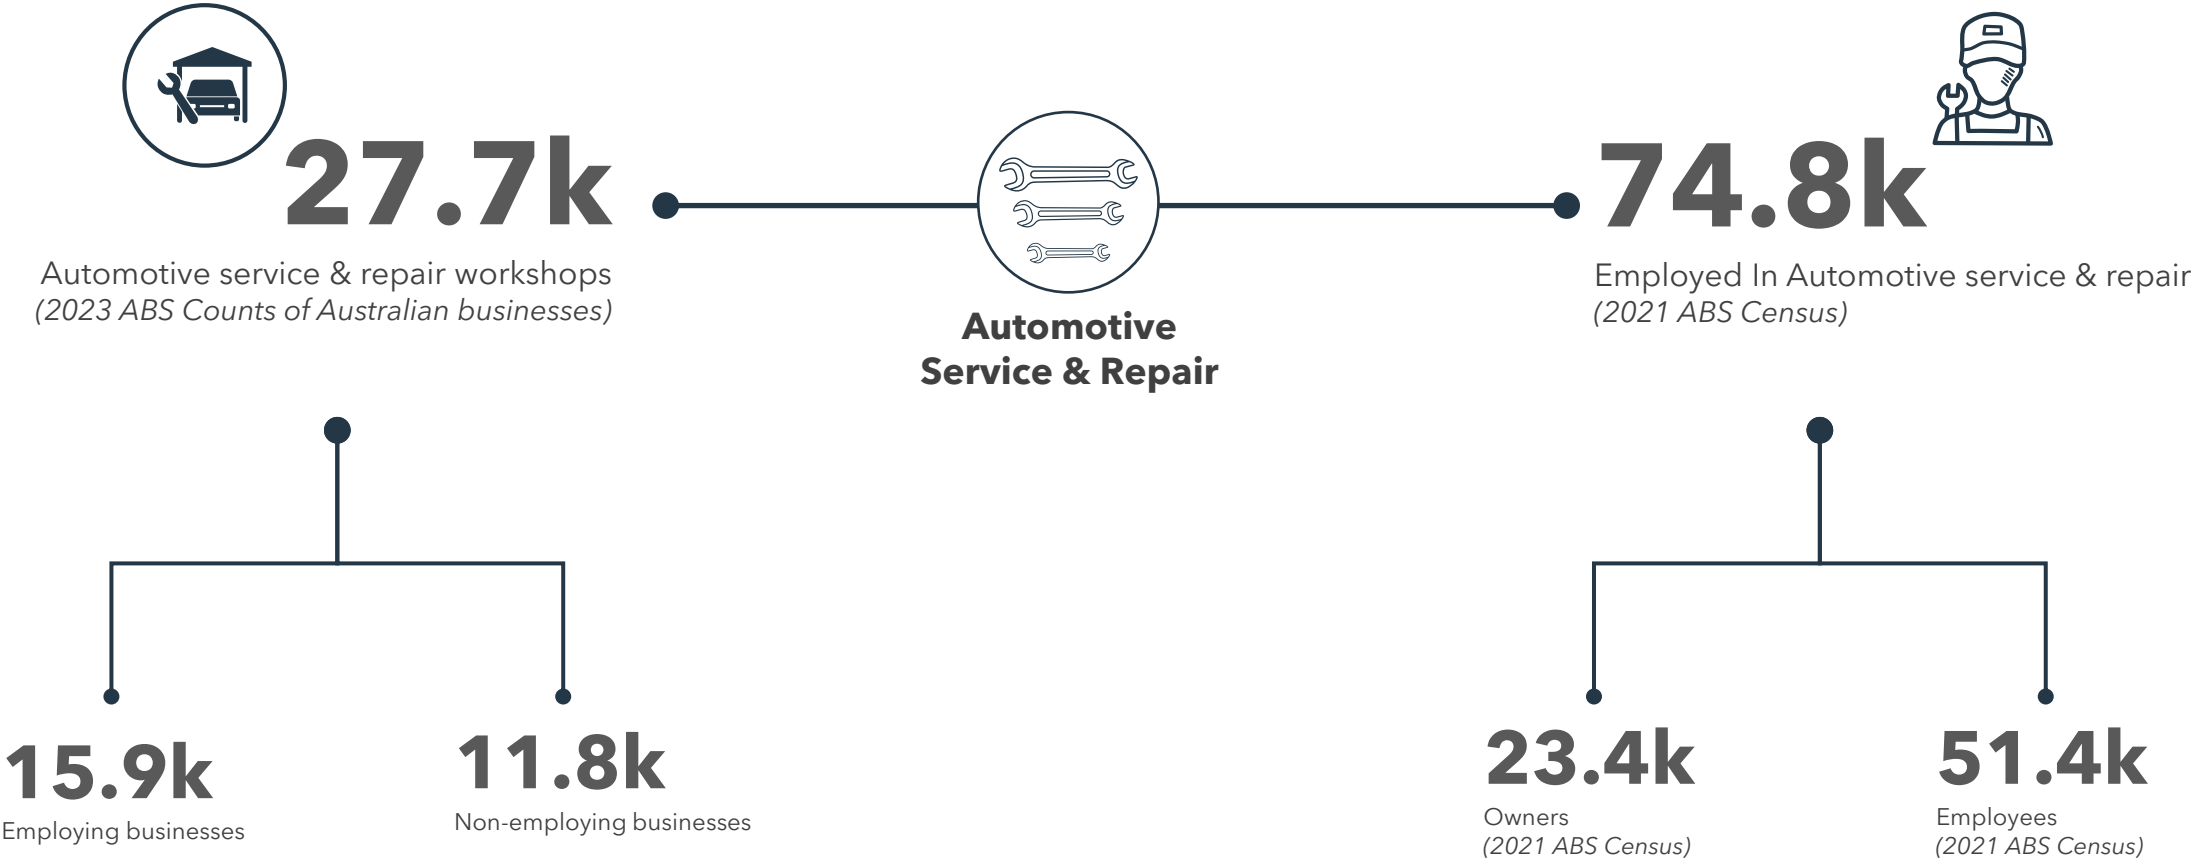 27.7k
Automotive service & repair workshops
(2023 ABS Counts of Australian businesses)
Automotive
Service & Repair
74.8k
Employed In Automotive service & repair
(2021 ABS Census)
15.9k
Employing businesses
11.8k
Non-employing businesses
23.4k
Owners
(2021 ABS Census)
51.4k
Employees
(2021 ABS Census)